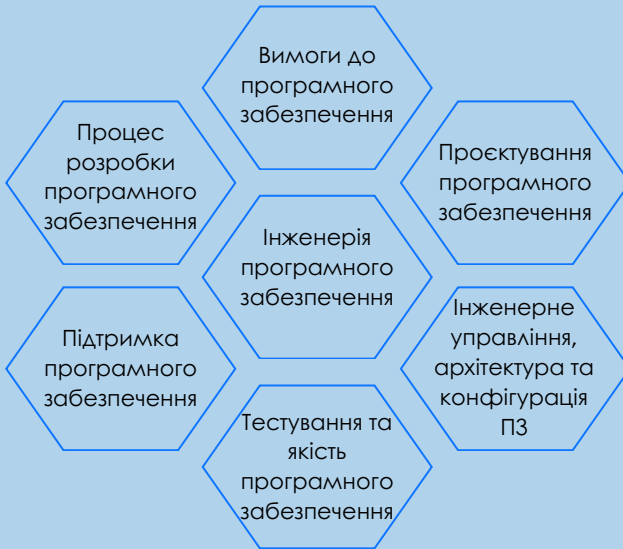 Вимоги до
програмного
забезпечення
Процес
розробки
програмного
забезпечення
Проєктування
програмного
забезпечення
Інженерія
програмного
забезпечення
Підтримка
програмного
забезпечення
Інженерне
управління,
архітектура та
конфігурація
ПЗ
Тестування та
якість
програмного
забезпечення